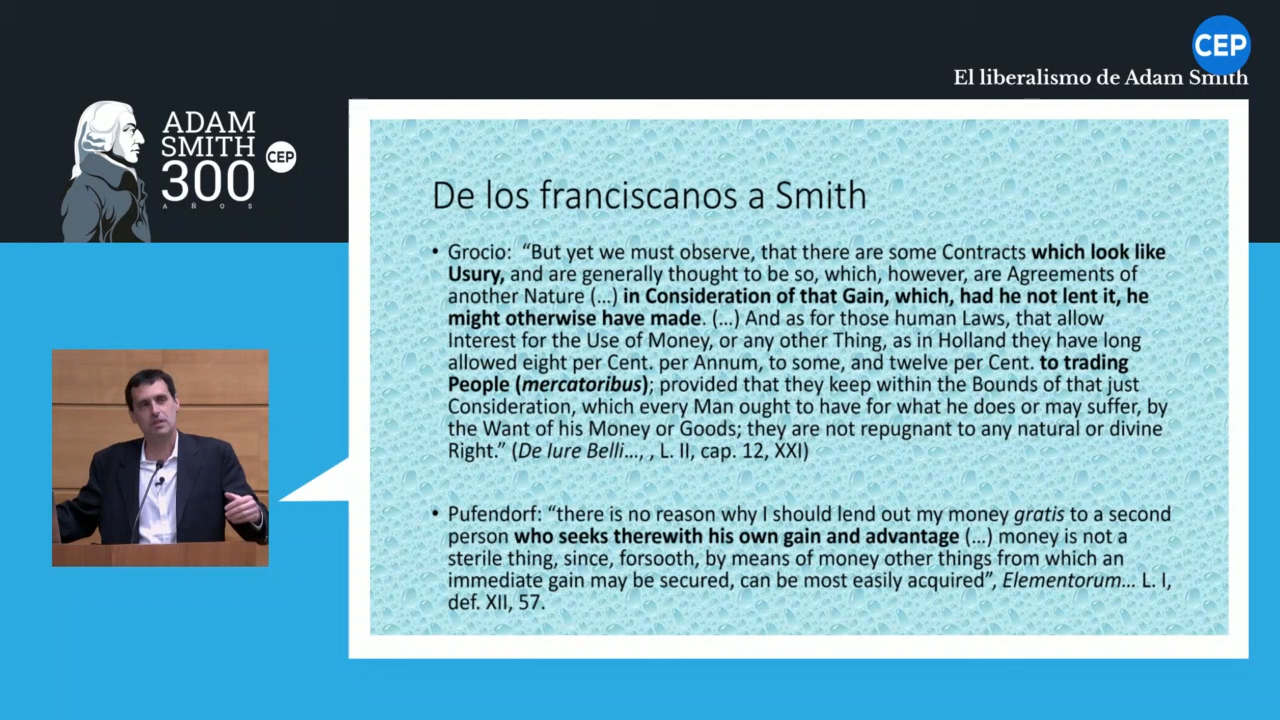 CEP
El liberalismo de Adam Smith
ADAM
SMITH
300
AÑOS
CEP
De los franciscanos a Smith
• Grocio: “But yet we must observe, that there are some Contracts which look like
Usury, and are generally thought to be so, which, however, are Agreements of
another Nature (...) in Consideration of that Gain, which, had he not lent it, he
might otherwise have made. (...) And as for those human Laws, that allow
Interest for the Use of Money, or any other Thing, as in Holland they have long
allowed eight per Cent. per Annum, to some, and twelve per Cent. to trading
People (mercatoribus); provided that they keep within the Bounds of that just
Consideration, which every Man ought to have for what he does or may suffer, by
the Want of his Money or Goods; they are not repugnant to any natural or divine
Right.” (De Iure Belli..., , L. II, cap. 12, XXI)
• Pufendorf: “there is no reason why I should lend out my money gratis to a second
person who seeks therewith his own gain and advantage (...) money is not a
sterile thing, since, forsooth, by means of money other things from which an
immediate gain may be secured, can be most easily acquired”, Elementorum... L. I,
def. XII, 57.